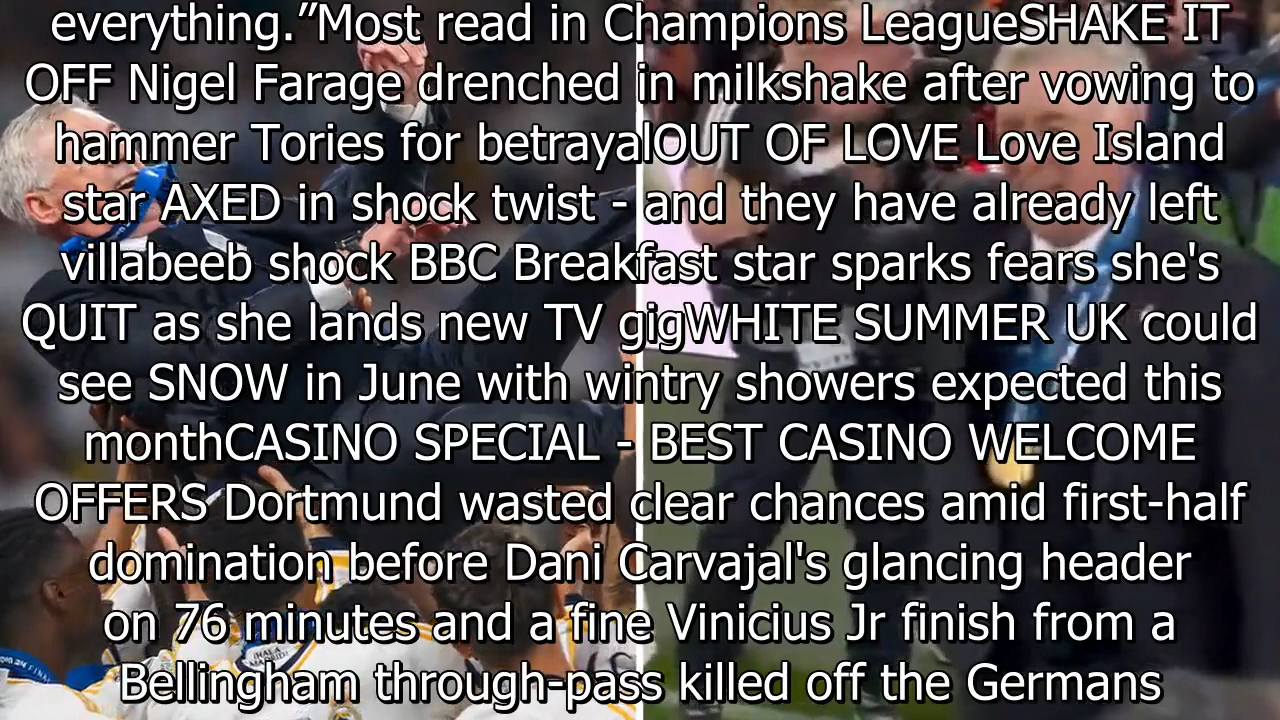 everything.”Most read in Champions LeagueSHAKE IT
OFF Nigel Farage drenched in milkshake after vowing to
hammer Tories for betrayalOUT OF LOVE Love Island
star AXED in shock twist - and they have already left
villabeeb shock BBC Breakfast star sparks fears she's
QUIT as she lands new TV gigWHITE SUMMER UK could
see SNOW in June with wintry showers expected this
monthCASINO SPECIAL - BEST CASINO WELCOME
OFFERS Dortmund wasted clear chances amid first-half
domination before Dani Carvajal's glancing header
on 76 minutes and a fine Vinicius Jr finish from a
Bellingham through-pass killed off the Germans
¡HALA
MADRID!